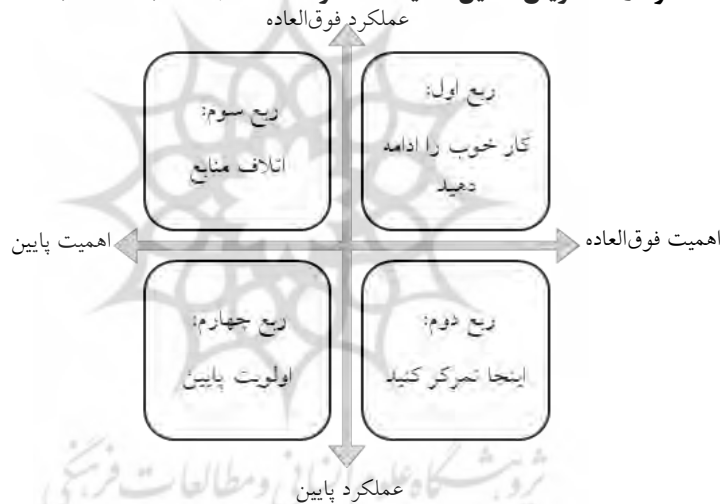 عملکرد فوق‌العاده
ربع اول:
کار خوب را ادامه
دهید
ربع سوم:
اتلاف منابع
اهمیت فوق‌العاده
اهمیت پایین
ربع دوم:
اینجا تمرکز کنید
ربع چهارم:
اولویت پایین
عملکرد پایین